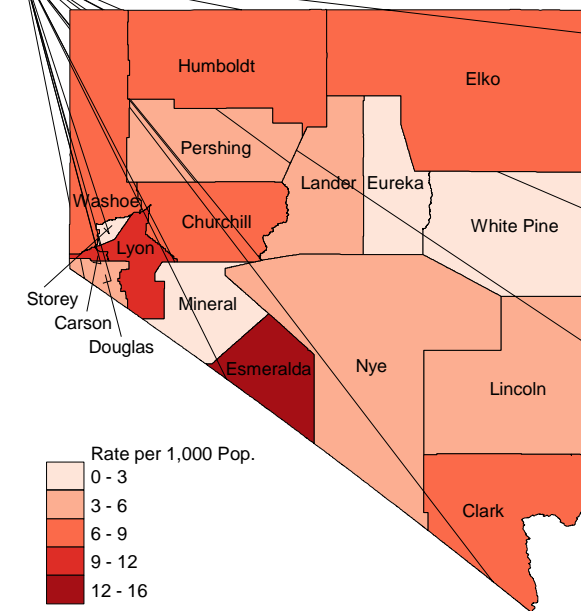 Humboldt
Elko
Pershing
Lander
Eureka
Washoe
Churchill
White Pine
Lyon
Storey
Mineral
Carson
Douglas
Esmeralda
Nye
Lincoln
Rate per 1,000 Pop.
0 - 3
3 - 6
6 - 9
9 - 12
12 - 16
Clark